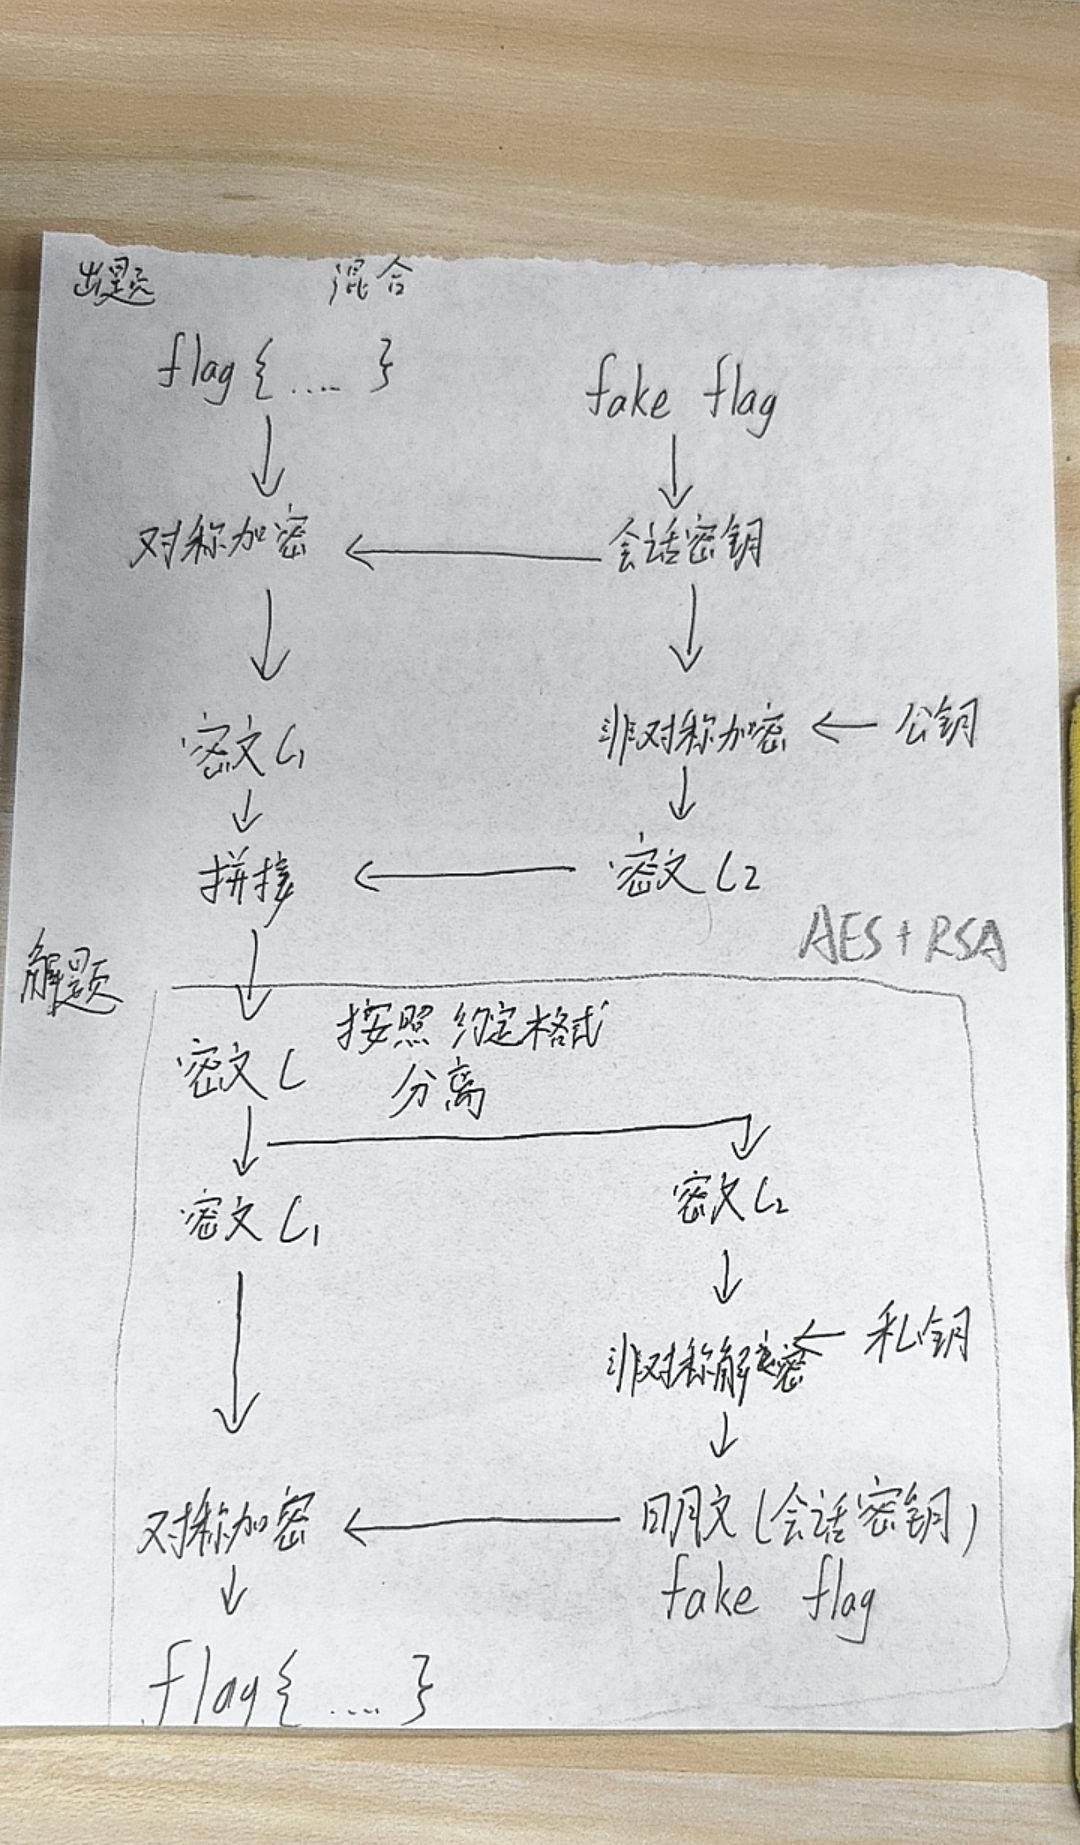 出题 混合
flag{....} fake flag
对称加密 会话密钥
密文C1 非对称加密 公钥
拼接 密文C2
AES+RSA
解题
密文C 按照约定格式
分离
密文C1 密文C2
非对称解密 私钥
对称加密 明文(会话密钥)
fake flag
flag{....}